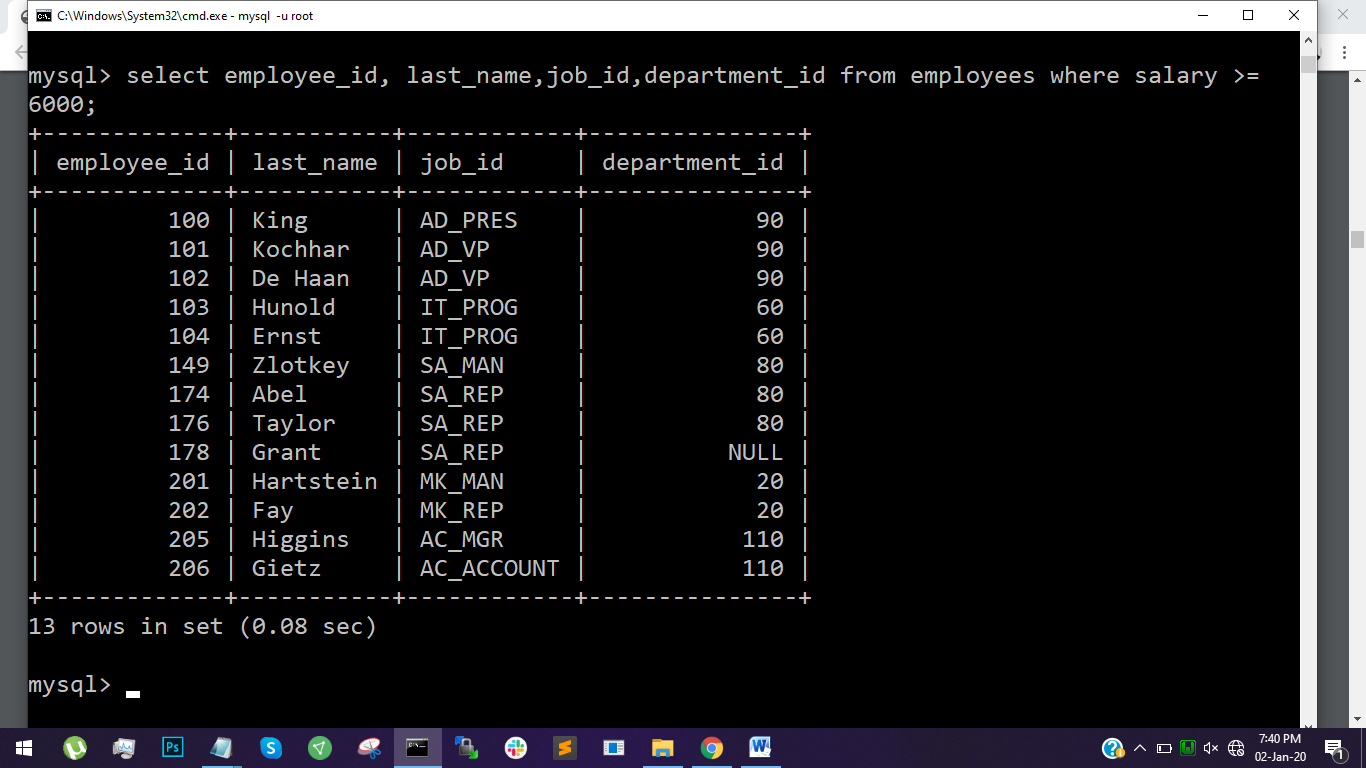 C:\Windows\System32\cmd.exe - mysql  -u root
mysql> select employee_id, last_name,job_id,department_id from employees where salary >=
6000;
+-------------+-----------+------------+---------------+
| employee_id | last_name | job_id     | department_id |
+-------------+-----------+------------+---------------+
|         100 | King      | AD_PRES    |            90 |
|         101 | Kochhar   | AD_VP      |            90 |
|         102 | De Haan   | AD_VP      |            90 |
|         103 | Hunold    | IT_PROG    |            60 |
|         104 | Ernst     | IT_PROG    |            60 |
|         149 | Zlotkey   | SA_MAN     |            80 |
|         174 | Abel      | SA_REP     |            80 |
|         176 | Taylor    | SA_REP     |            80 |
|         178 | Grant     | SA_REP     |          NULL |
|         201 | Hartstein | MK_MAN     |            20 |
|         202 | Fay       | MK_REP     |            20 |
|         205 | Higgins   | AC_MGR     |           110 |
|         206 | Gietz     | AC_ACCOUNT |           110 |
+-------------+-----------+------------+---------------+
13 rows in set (0.08 sec)
mysql>
Ps
7:40 PM
02-Jan-20
1